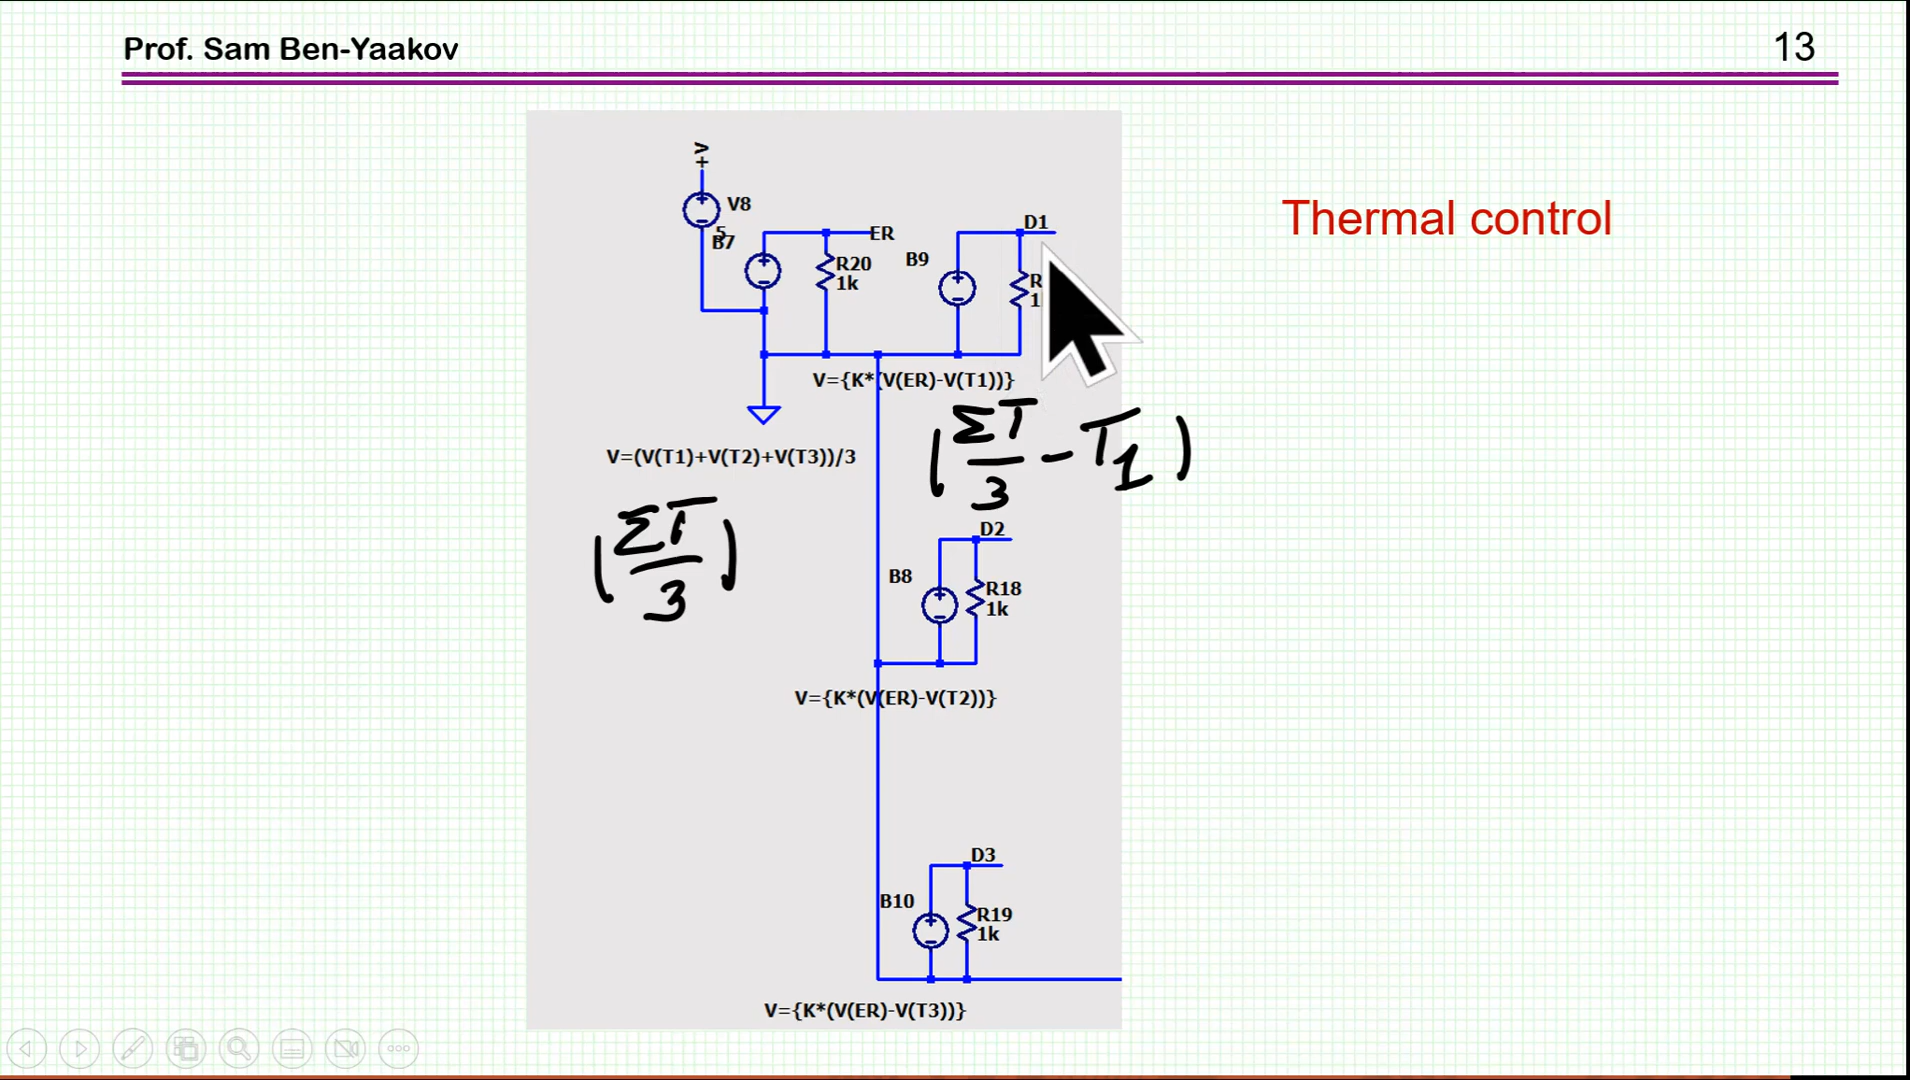 Prof. Sam Ben-Yaakov
13
Thermal control
+V
V8
5
B7
ER
R20
1k
B9
D1
R
1
V={K*(V(ER)-V(T1))}
V=(V(T1)+V(T2)+V(T3))/3
(ΣT/3 - T1)
(ΣT/3)
D2
B8
R18
1k
V={K*(V(ER)-V(T2))}
D3
B10
R19
1k
V={K*(V(ER)-V(T3))}